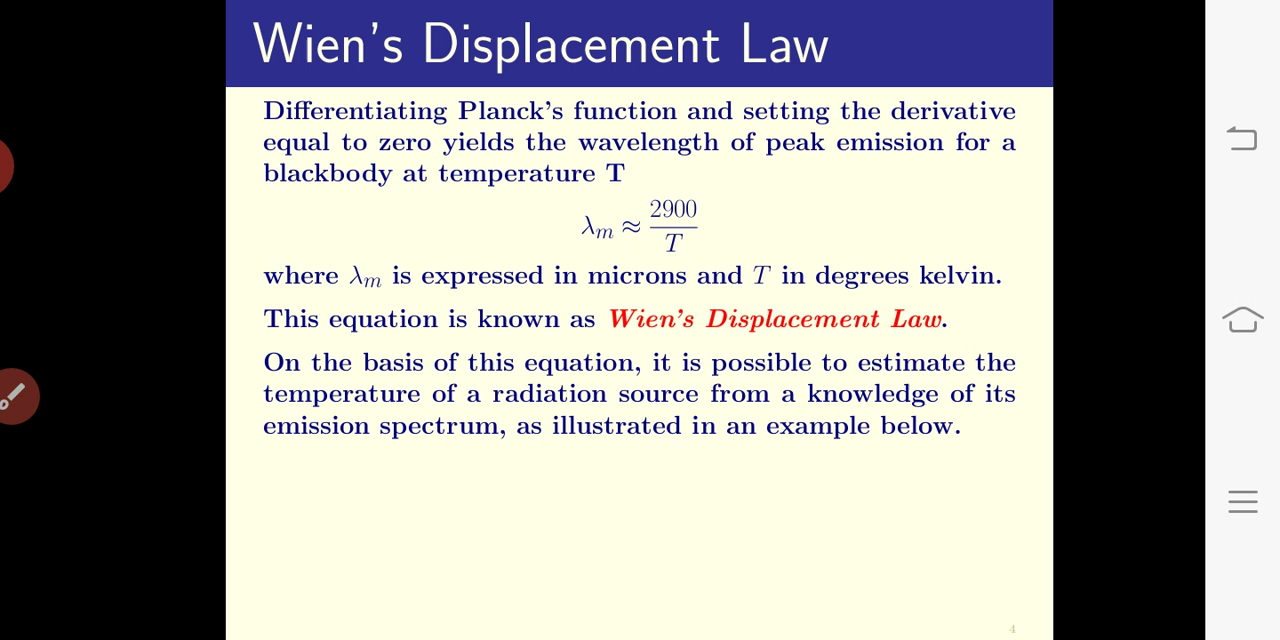 Wien's Displacement Law
Differentiating Planck's function and setting the derivative
equal to zero yields the wavelength of peak emission for a
blackbody at temperature T
λm ≈ 2900/T
where λm is expressed in microns and T in degrees kelvin.
This equation is known as Wien's Displacement Law.
On the basis of this equation, it is possible to estimate the
temperature of a radiation source from a knowledge of its
emission spectrum, as illustrated in an example below.
4